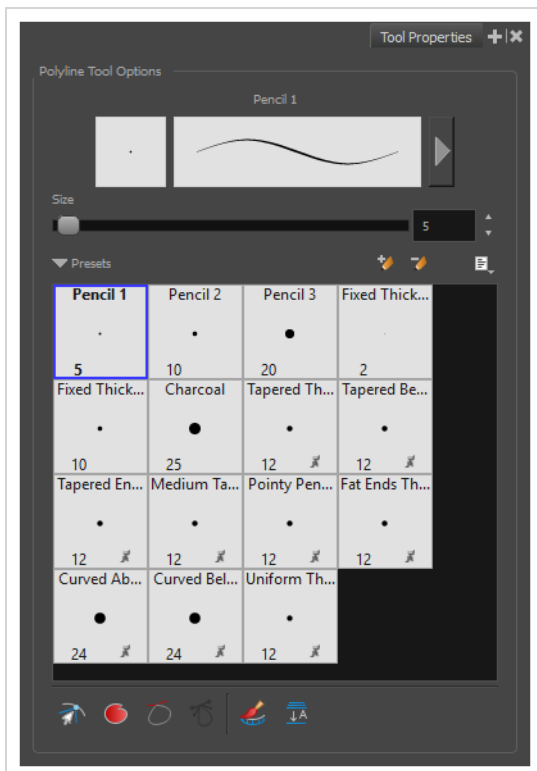 Tool Properties
Polyline Tool Options
Pencil 1
Size
5
Presets
Pencil 1 Pencil 2 Pencil 3 Fixed Thick...
5 10 20 2
Fixed Thick... Charcoal Tapered Th... Tapered Be...
10 25 12 12
Tapered En... Medium Ta... Pointy Pen... Fat Ends Th...
12 12 12 12
Curved Ab... Curved Bel... Uniform Th...
24 24 12
A